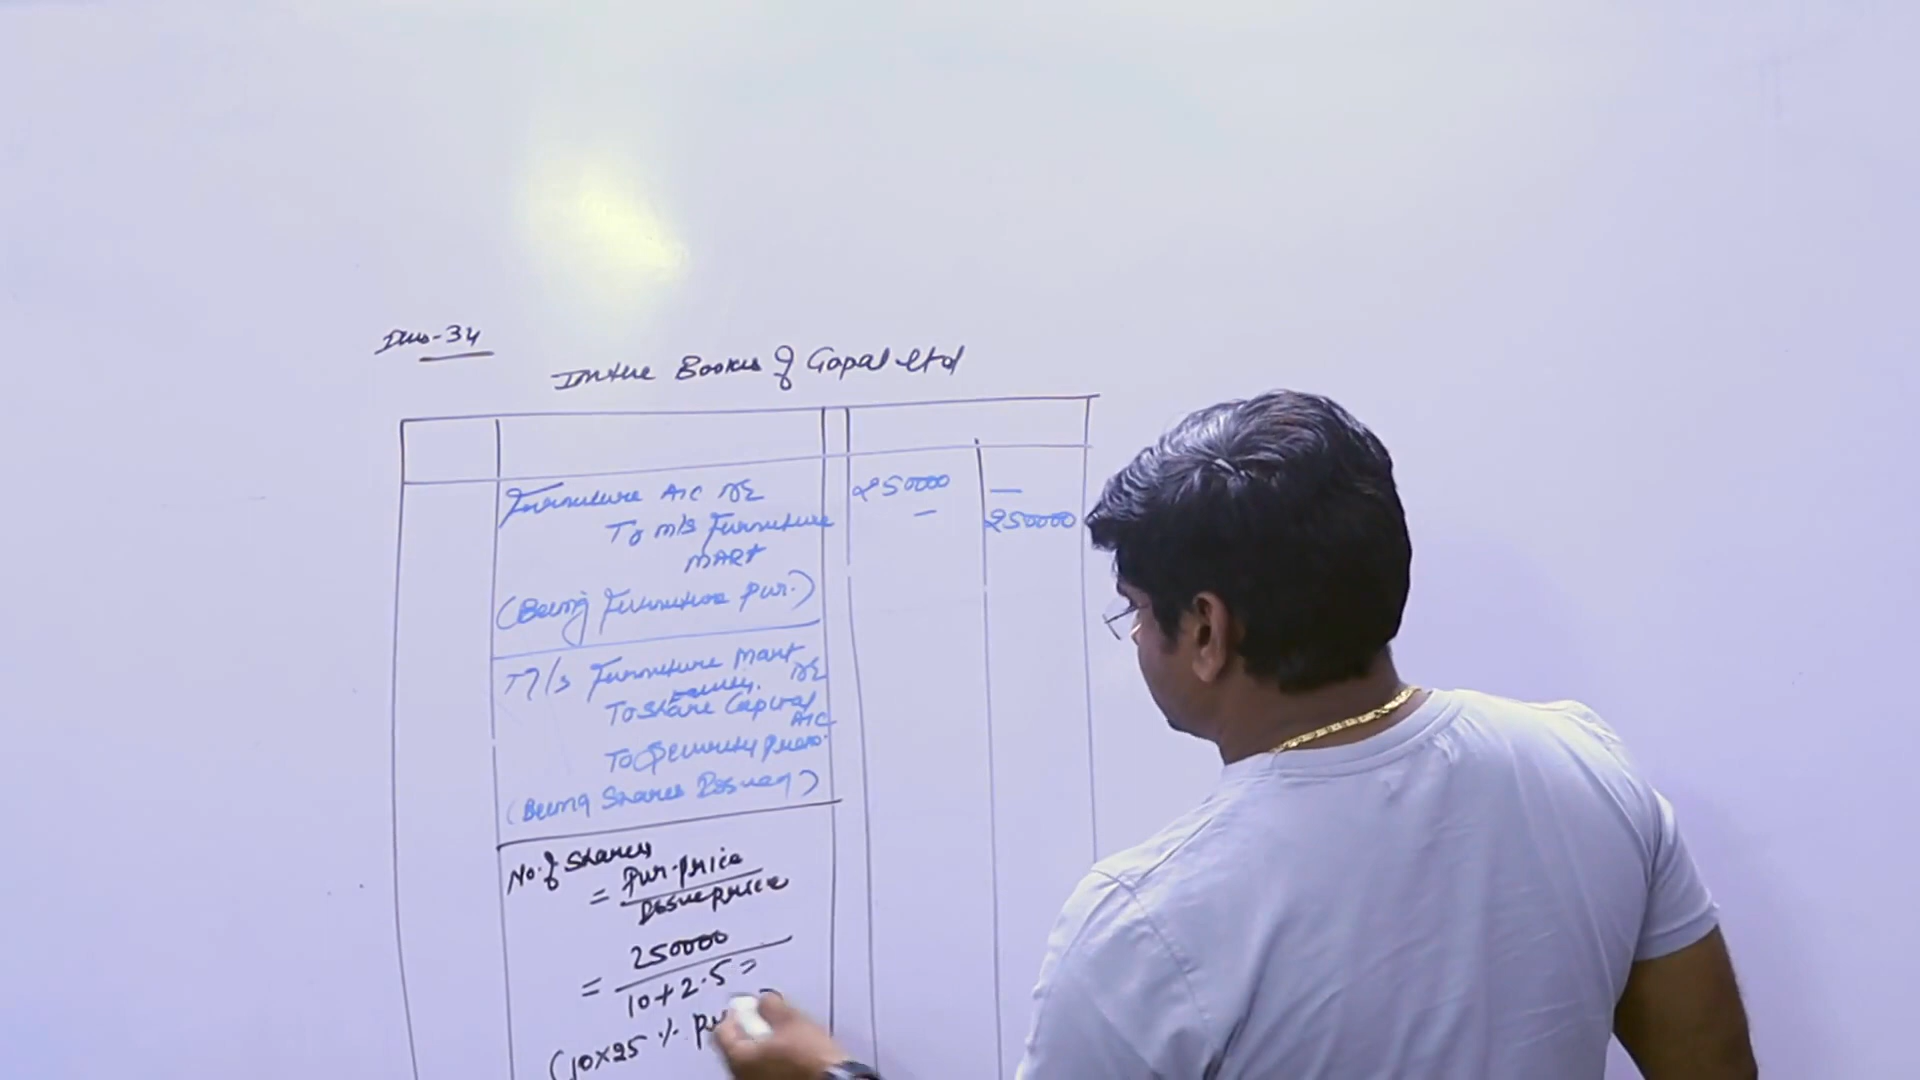 Illus-34
In the Books of Gopal Ltd
Furniture A/C DR 250000 —
To M/s Furniture — 250000
MART
(Being Furniture Pur.)
M/s Furniture Mart
DR
Equity
To Share Capital
A/C
To Security Prem.
(Being Shares Issued)
No. of Shares
= Pur. price
Issue price
= 250000
10+2.5 =
(10×25 %